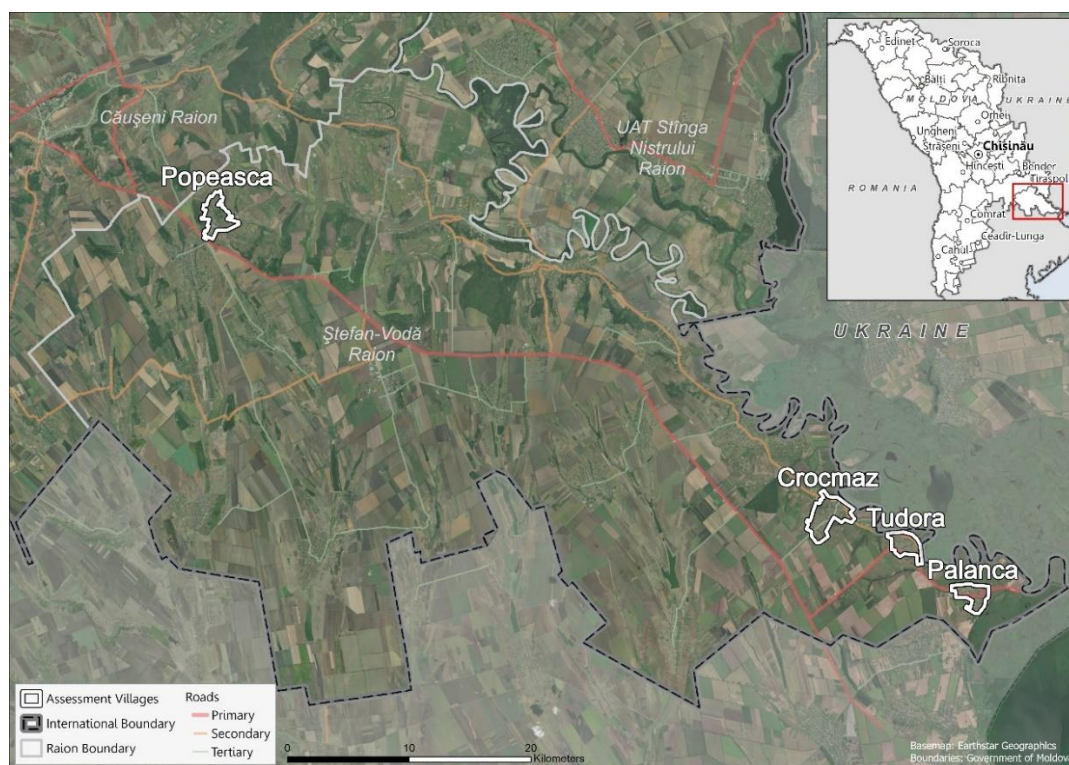 Căușeni Raion
Popeasca
UAT Stînga
Nistrului
Raion
Ștefan-Vodă
Raion
UKRAINE
Crocmaz
Tudora
Palanca
Edineț
Soroca
Bălți
Rîbnița
MOLDOVA
UKRAINE
Orhei
Ungheni
Strășeni
Chișinău
Hîncești
Bender
Tiraspol
ROMANIA
Comrat
Ceadîr-Lunga
Cahul
Assessment Villages
International Boundary
Raion Boundary
Roads
Primary
Secondary
Tertiary
0 10 20
Kilometers
Basemap: Earthstar Geographics
Boundaries: Government of Moldova